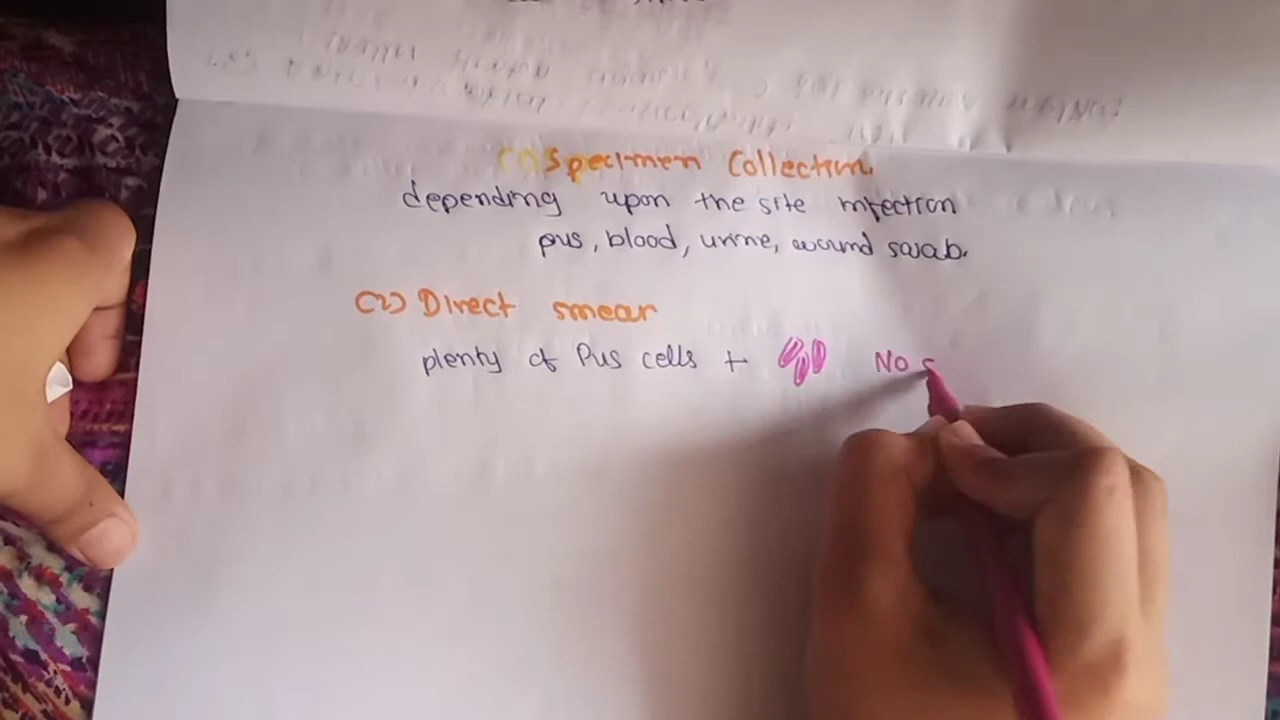 (1) Specimen Collection.
depending upon the site infection
pus, blood, urine, wound swab.
(2) Direct smear
plenty of Pus cells + No s